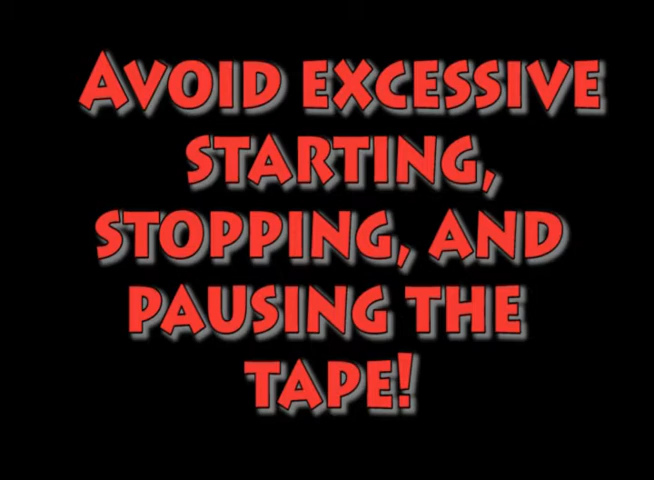 AVOID EXCESSIVE
STARTING,
STOPPING, AND
PAUSING THE
TAPE!